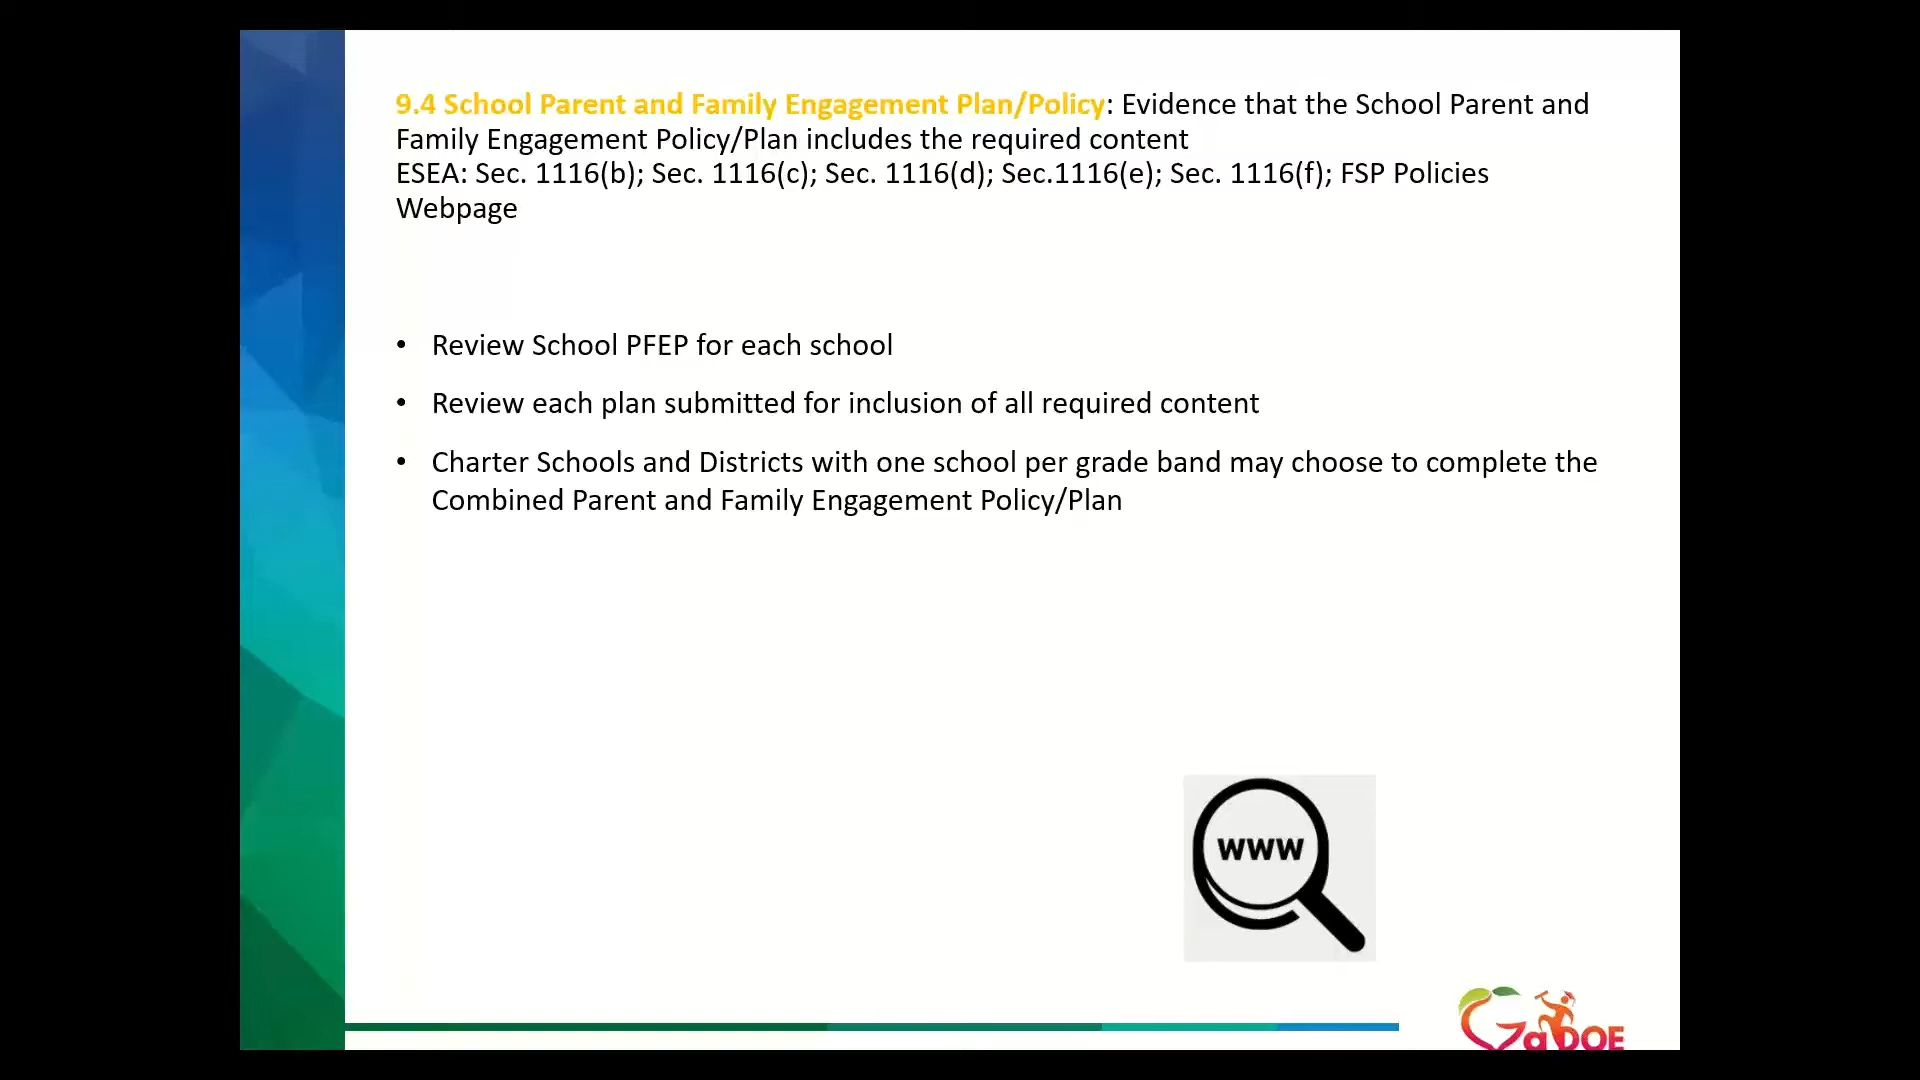 9.4 School Parent and Family Engagement Plan/Policy: Evidence that the School Parent and
Family Engagement Policy/Plan includes the required content
ESEA: Sec. 1116(b); Sec. 1116(c); Sec. 1116(d); Sec.1116(e); Sec. 1116(f); FSP Policies
Webpage
• Review School PFEP for each school
• Review each plan submitted for inclusion of all required content
• Charter Schools and Districts with one school per grade band may choose to complete the
Combined Parent and Family Engagement Policy/Plan
www
GaDOE